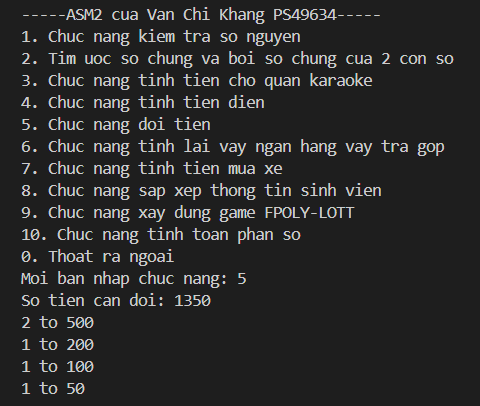 -----ASM2 cua Van Chi Khang PS49634-----
1. Chuc nang kiem tra so nguyen
2. Tim uoc so chung va boi so chung cua 2 con so
3. Chuc nang tinh tien cho quan karaoke
4. Chuc nang tinh tien dien
5. Chuc nang doi tien
6. Chuc nang tinh lai vay ngan hang vay tra gop
7. Chuc nang tinh tien mua xe
8. Chuc nang sap xep thong tin sinh vien
9. Chuc nang xay dung game FPOLY-LOTT
10. Chuc nang tinh toan phan so
0. Thoat ra ngoai
Moi ban nhap chuc nang: 5
So tien can doi: 1350
2 to 500
1 to 200
1 to 100
1 to 50